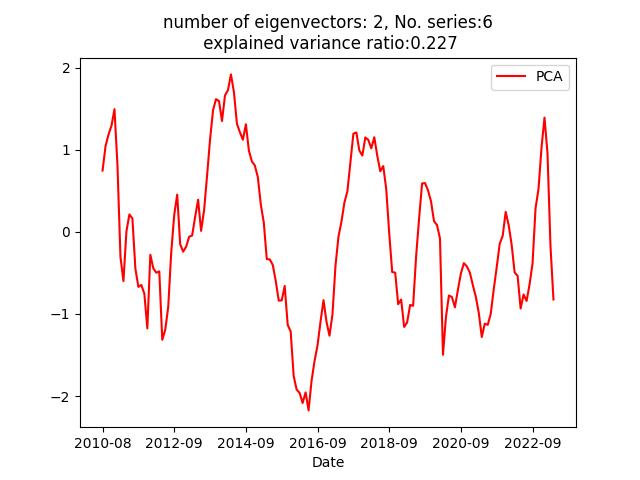 number of eigenvectors: 2, No. series:6
explained variance ratio:0.227
PCA
2
1
0
−1
−2
2010-08 2012-09 2014-09 2016-09 2018-09 2020-09 2022-09
Date